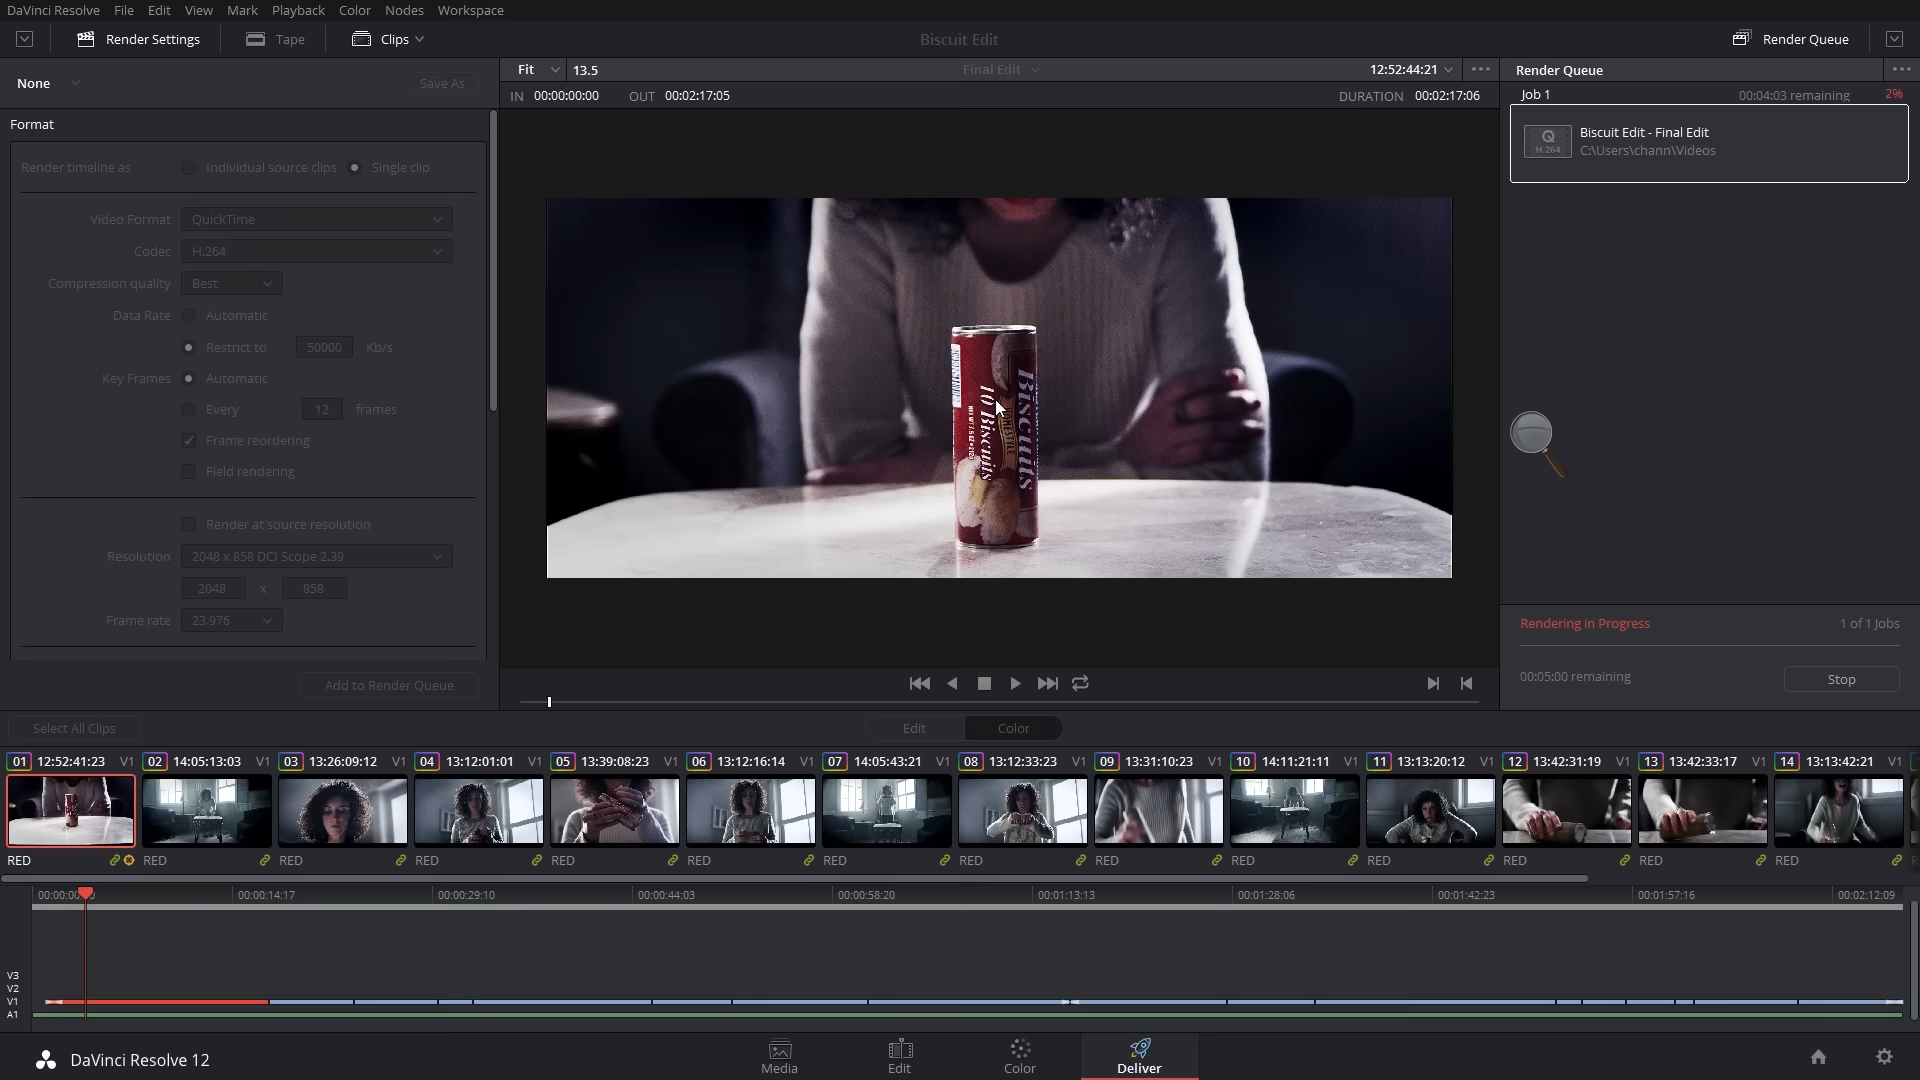 DaVinci Resolve File Edit View Mark Playback Color Nodes Workspace
Render Settings Tape Clips Biscuit Edit Render Queue
None Save As
Fit 13.5 Final Edit 12:52:44:21
IN 00:00:00:00 OUT 00:02:17:05 DURATION 00:02:17:06
Render Queue
Job 1 00:04:03 remaining 2%
Biscuit Edit - Final Edit
C:\Users\chann\Videos
Q
H.264
Format
Render timeline as Individual source clips Single clip
Video Format QuickTime
Codec H.264
Compression quality Best
Data Rate Automatic
Restrict to 50000 Kb/s
Key Frames Automatic
Every 12 frames
Frame reordering
Field rendering
Render at source resolution
Resolution 2048 x 858 DCI Scope 2.39
2048 x 858
Frame rate 23.976
Add to Render Queue
Biscuits
HOMESTYLE
10 Biscuits
Rendering in Progress 1 of 1 Jobs
00:05:00 remaining Stop
Select All Clips Edit Color
01 12:52:41:23 V1 02 14:05:13:03 V1 03 13:26:09:12 V1 04 13:12:01:01 V1 05 13:39:08:23 V1 06 13:12:16:14 V1 07 14:05:43:21 V1 08 13:12:33:23 V1 09 13:31:10:23 V1 10 14:11:21:11 V1 11 13:13:20:12 V1 12 13:42:31:19 V1 13 13:42:33:17 V1 14 13:13:42:21 V1
RED RED RED RED RED RED RED RED RED RED RED RED RED RED
00:00:00 00:00:14:17 00:00:29:10 00:00:44:03 00:00:58:20 00:01:13:13 00:01:28:06 00:01:42:23 00:01:57:16 00:02:12:09
V3
V2
V1
A1
DaVinci Resolve 12 Media Edit Color Deliver